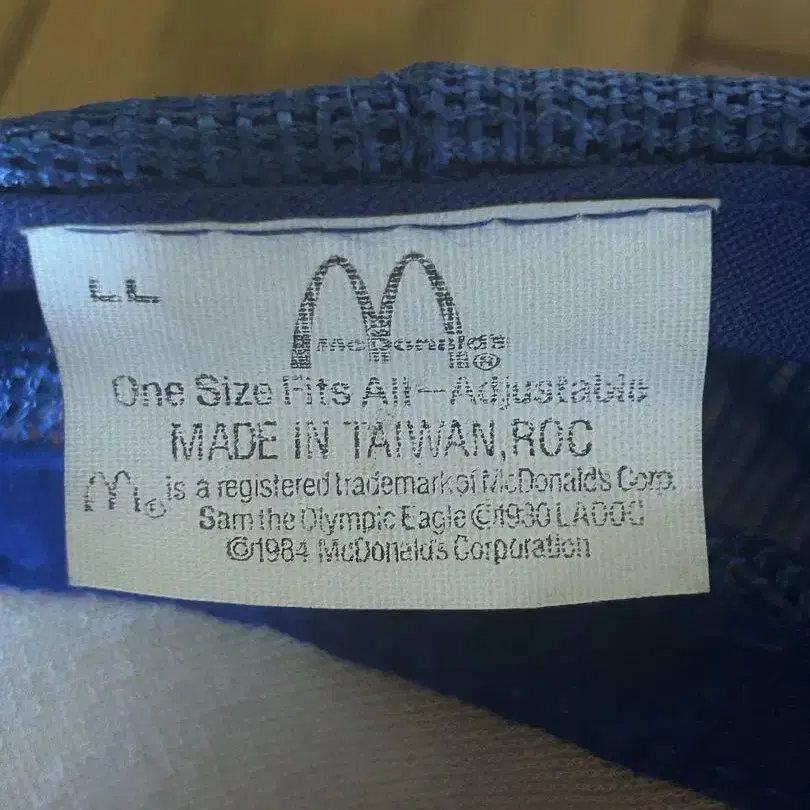 LF
McDonald's®
One Size Fits All-Adjustable
MADE IN TAIWAN, ROC
M® is a registered trademark of McDonald's Corp.
Sam the Olympic Eagle ©1980 LAOOC
©1984 McDonald's Corporation